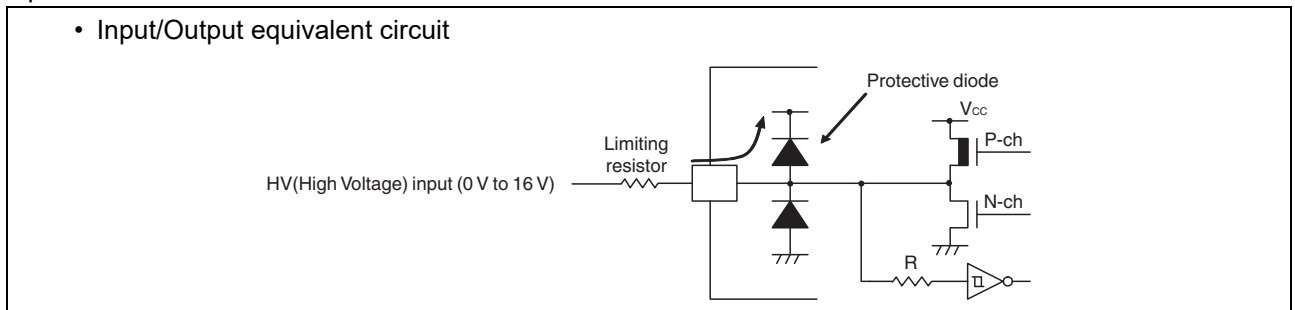 • Input/Output equivalent circuit
Protective diode
Vcc
P-ch
Limiting
resistor
HV(High Voltage) input (0 V to 16 V)
N-ch
R